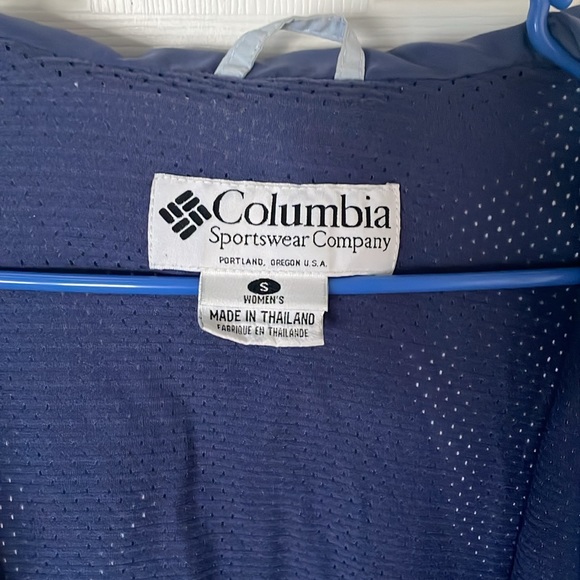 Columbia
Sportswear Company
PORTLAND, OREGON U.S.A.
S
WOMEN'S
MADE IN THAILAND
FABRIQUE EN THAILANDE